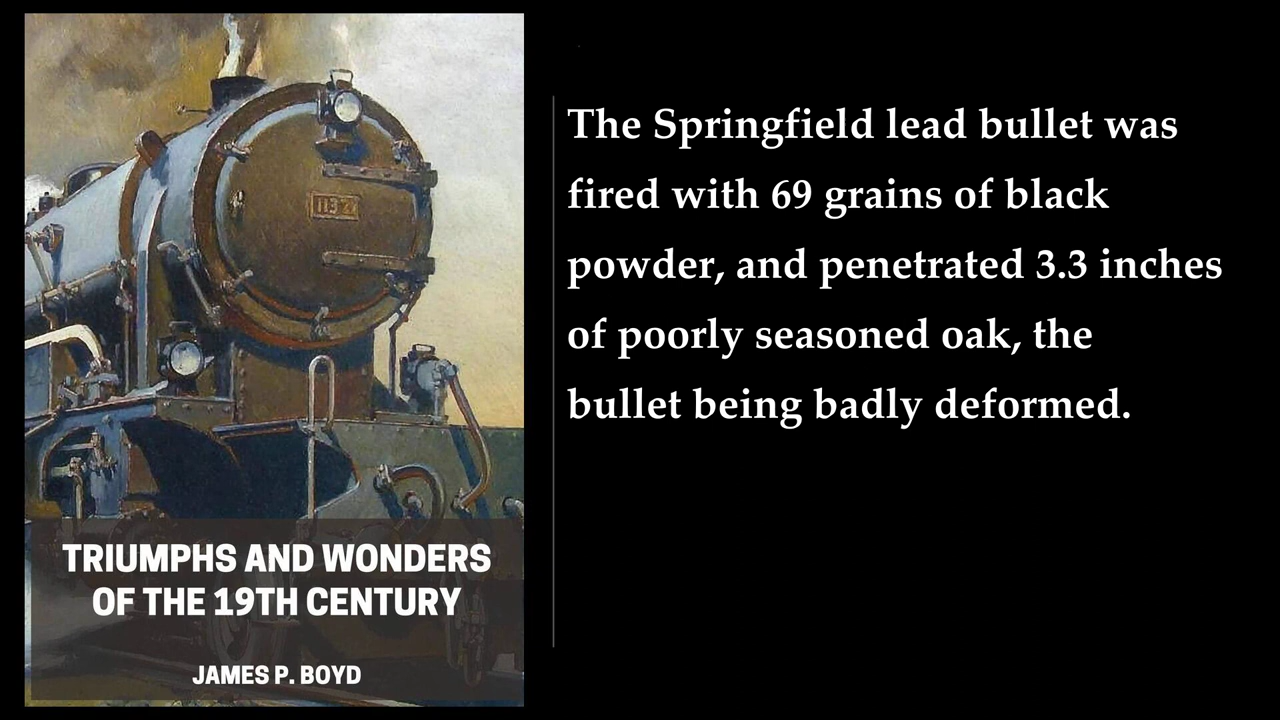 The Springfield lead bullet was
fired with 69 grains of black
powder, and penetrated 3.3 inches
of poorly seasoned oak, the
bullet being badly deformed.
TRIUMPHS AND WONDERS
OF THE 19TH CENTURY
JAMES P. BOYD